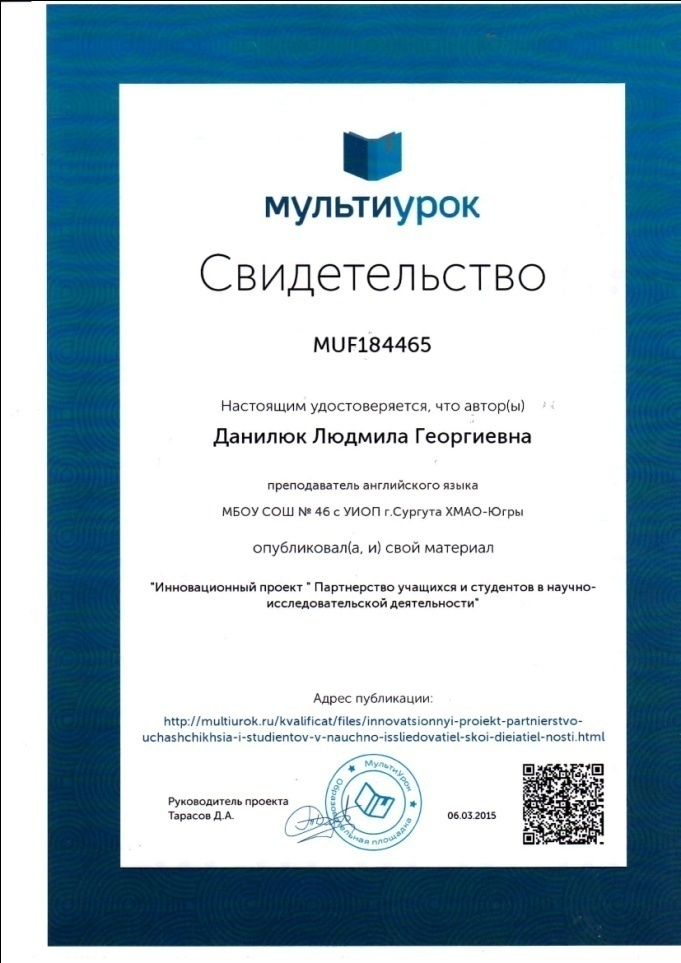 мультиурок
Свидетельство
MUF184465
Настоящим удостоверяется, что автор(ы)
Данилюк Людмила Георгиевна
преподаватель английского языка
МБОУ СОШ № 46 с УИОП г.Сургута ХМАО-Югры
опубликовал(а, и) свой материал
"Инновационный проект " Партнерство учащихся и студентов в научно-
исследовательской деятельности"
Адрес публикации:
http://multiurok.ru/kvalificat/files/innovatsionnyi-proiekt-partnierstvo-
uchashchikhsia-i-studientov-v-nauchno-issliedovatiel-skoi-dieiatiel-nosti.html
Руководитель проекта
Тарасов Д.А.
МультиУрок
Образовательная площадка
06.03.2015